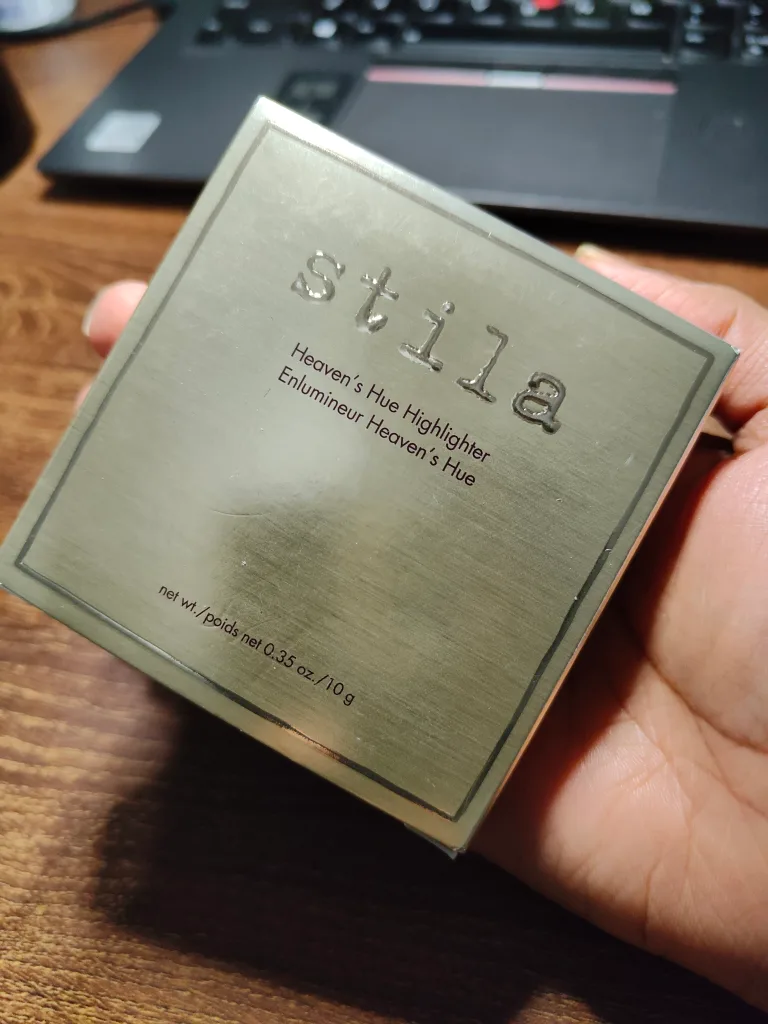 stila
Heaven's Hue Highlighter
Enlumineur Heaven's Hue
net wt./poids net 0.35 oz./10 g